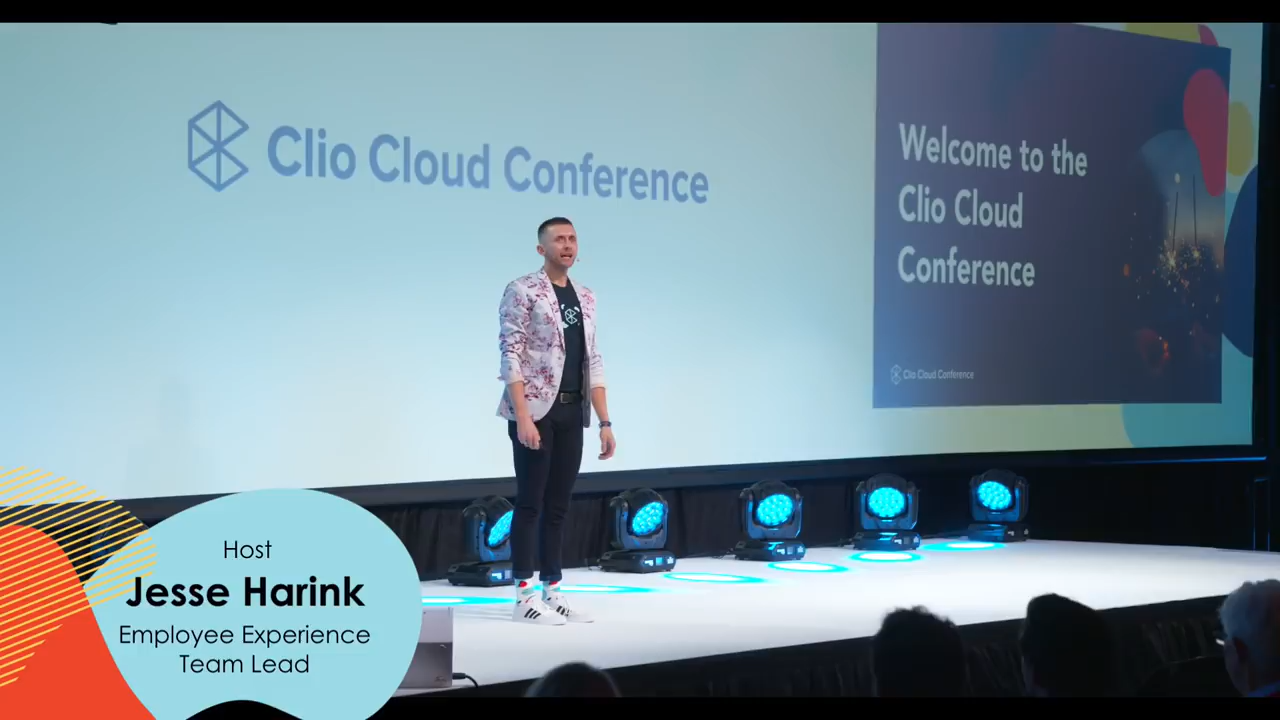 Clio Cloud Conference
Welcome to the
Clio Cloud
Conference
Clio Cloud Conference
Host
Jesse Harink
Employee Experience
Team Lead